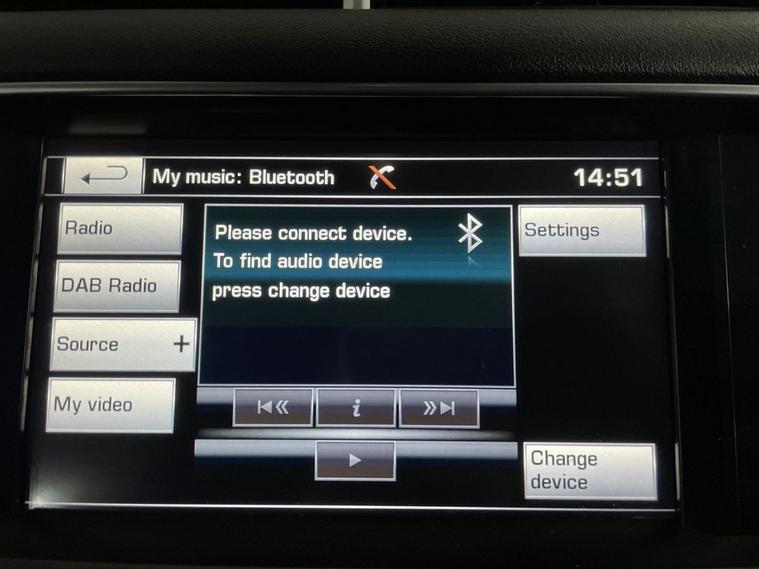 My music: Bluetooth
14:51
Radio
DAB Radio
Source +
My video
Please connect device.
To find audio device
press change device
i
Settings
Change
device